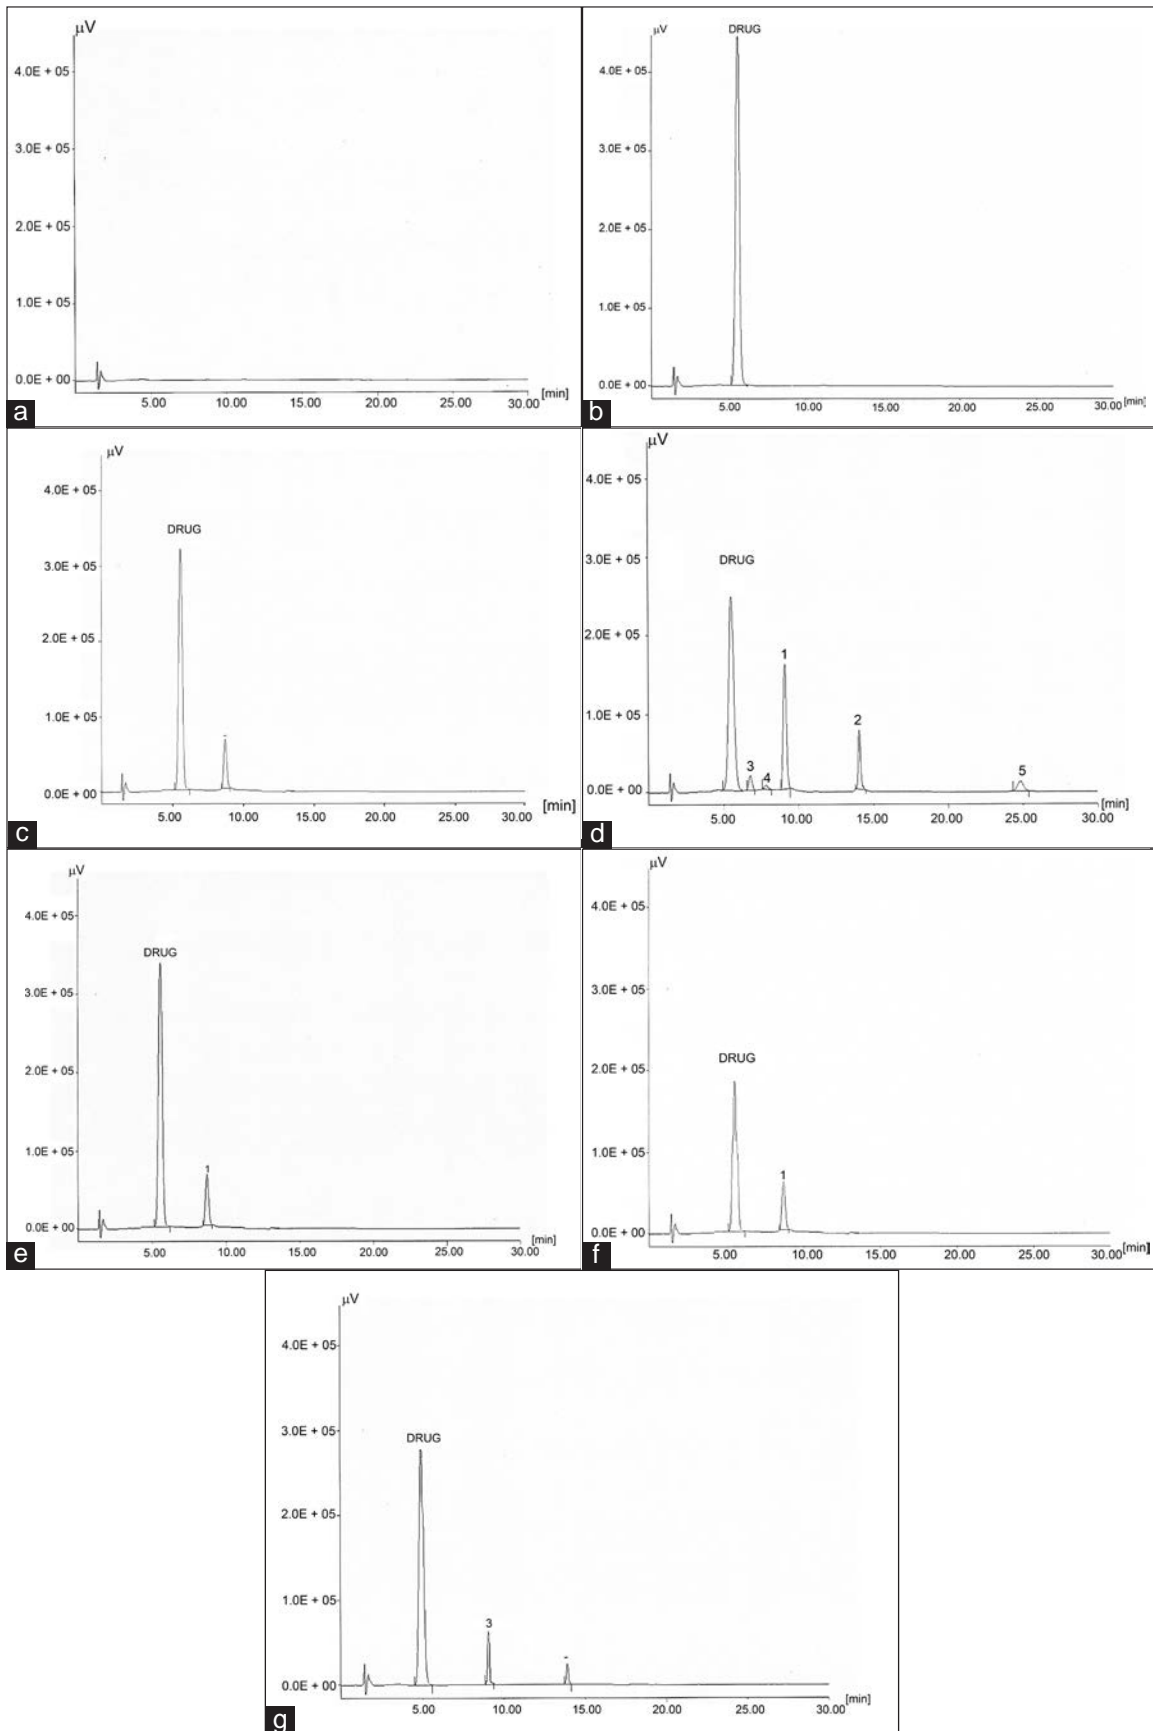 µV
DRUG
4.0E + 05
3.0E + 05
2.0E + 05
1.0E + 05
0.0E + 00
5.00 10.00 15.00 20.00 25.00 30.00 [min]
a
µV
4.0E + 05
3.0E + 05
2.0E + 05
1.0E + 05
0.0E + 00
5.00 10.00 15.00 20.00 25.00 30.00 [min]
b
µV
4.0E + 05
DRUG
3.0E + 05
2.0E + 05
1.0E + 05
0.0E + 00
5.00 10.00 15.00 20.00 25.00 30.00 [min]
c
µV
4.0E + 05
3.0E + 05
DRUG
2.0E + 05
1
1.0E + 05
2
3 4 5
0.0E + 00
5.00 10.00 15.00 20.00 25.00 30.00 [min]
d
µV
4.0E + 05
DRUG
3.0E + 05
2.0E + 05
1.0E + 05
1
0.0E + 00
5.00 10.00 15.00 20.00 25.00 30.00 [min]
e
µV
4.0E + 05
3.0E + 05
DRUG
2.0E + 05
1
1.0E + 05
0.0E + 00
5.00 10.00 15.00 20.00 25.00 30.00 [min]
f
µV
4.0E + 05
3.0E + 05
DRUG
2.0E + 05
1.0E + 05
3
0.0E + 00
5.00 10.00 15.00 20.00 25.00 30.00 [min]
g